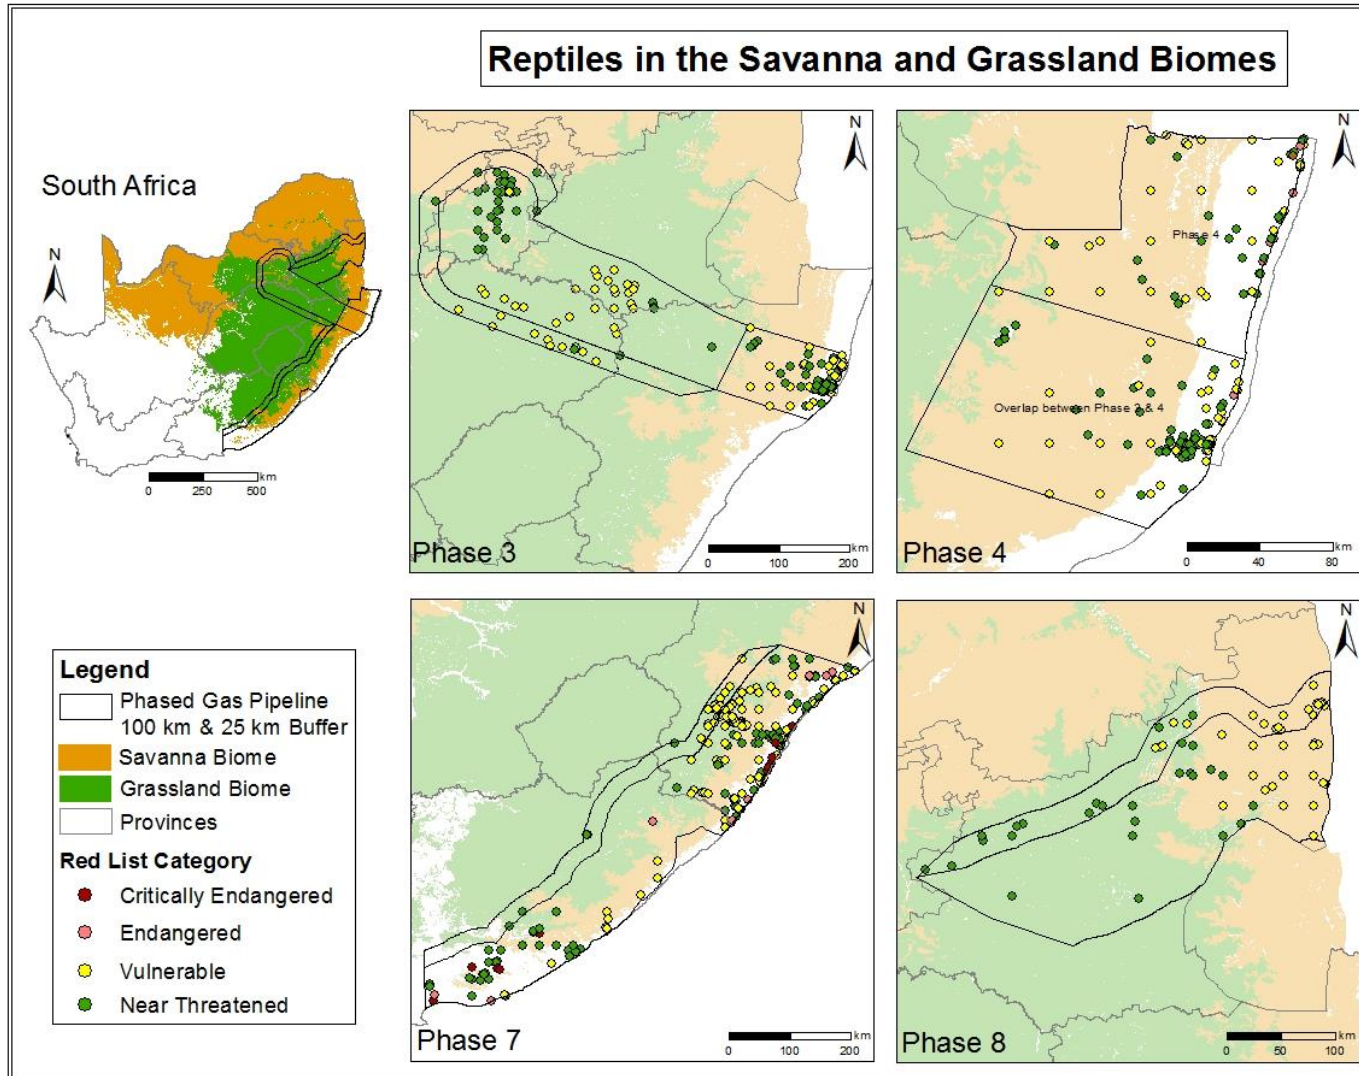 Reptiles in the Savanna and Grassland Biomes
South Africa
N
0 250 500
km
N
Phase 3
0 100 200
km
N
Phase 4
Overlap between Phase 3 & 4
Phase 4
0 40 80
km
Legend
Phased Gas Pipeline
100 km & 25 km Buffer
Savanna Biome
Grassland Biome
Provinces
Red List Category
Critically Endangered
Endangered
Vulnerable
Near Threatened
N
Phase 7
0 100 200
km
N
Phase 8
0 50 100
km